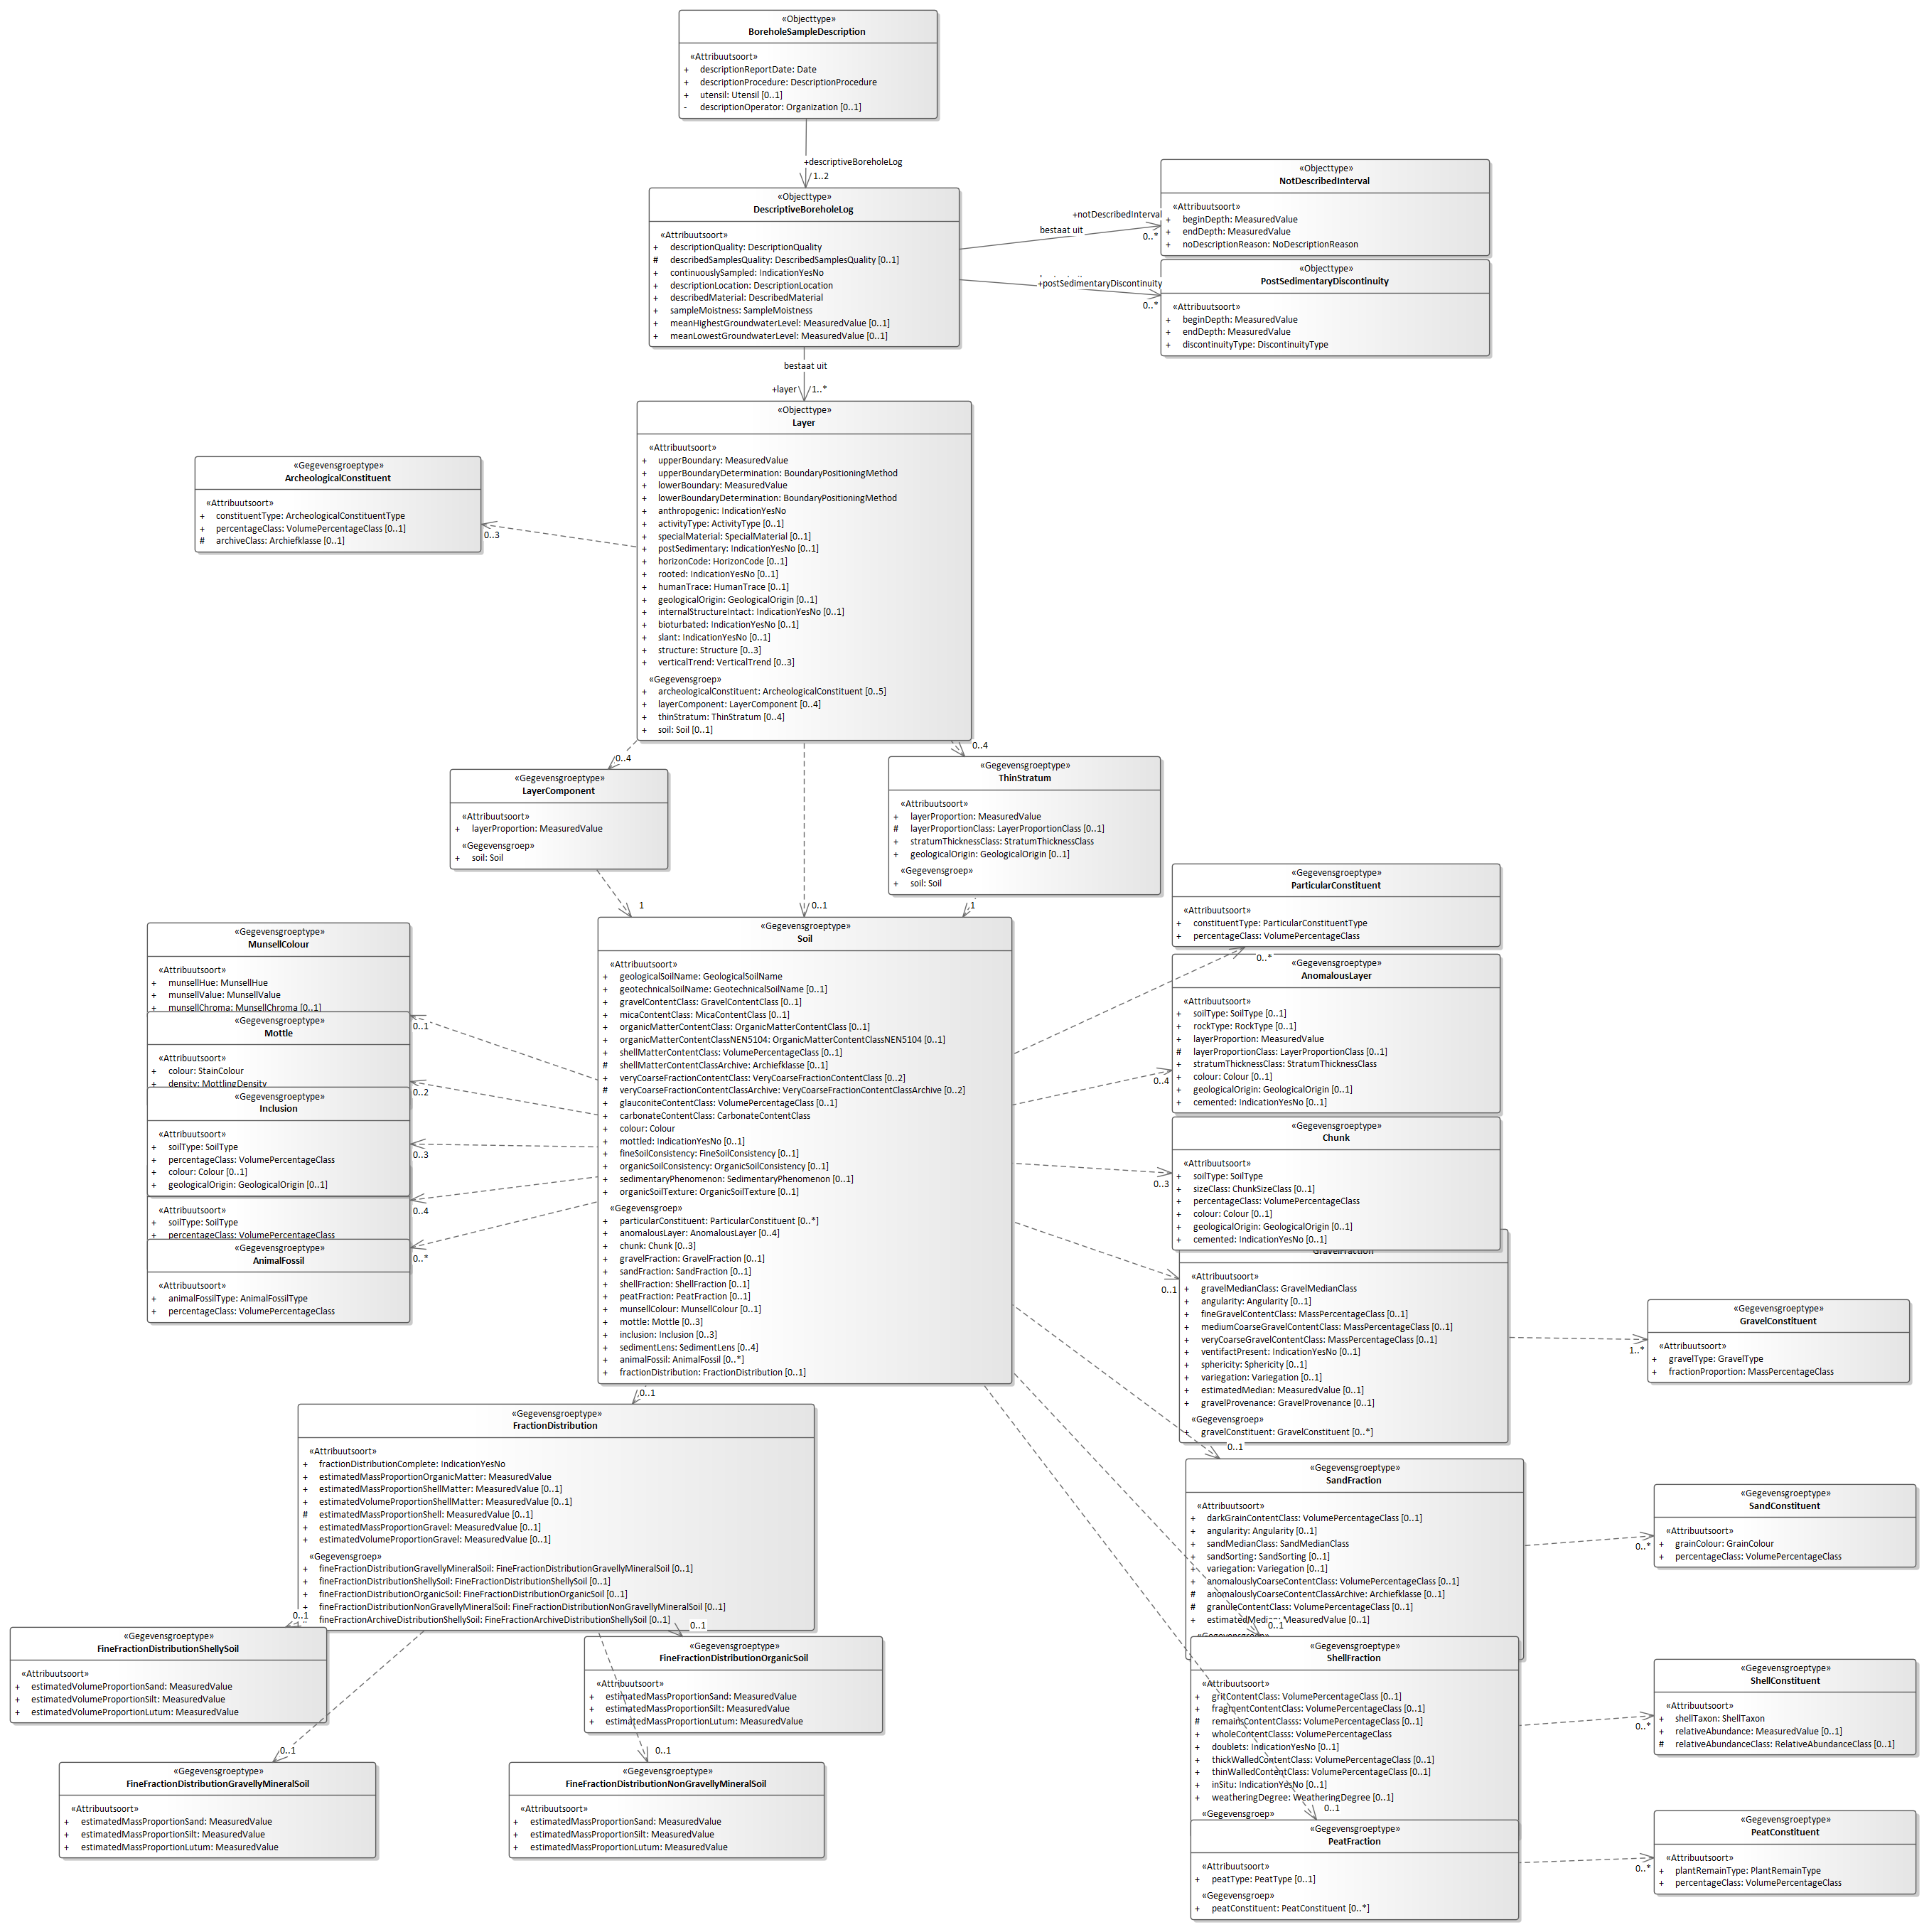 «Objecttype»
BoreholeSampleDescription
«Attribuutsoort»
+ descriptionReportDate: Date
+ descriptionProcedure: DescriptionProcedure
+ utensil: Utensil [0..1]
- descriptionOperator: Organization [0..1]
+descriptiveBoreholeLog
1..2
«Objecttype»
DescriptiveBoreholeLog
«Attribuutsoort»
+ descriptionQuality: DescriptionQuality
# describedSamplesQuality: DescribedSamplesQuality [0..1]
+ continuouslySampled: IndicationYesNo
+ descriptionLocation: DescriptionLocation
+ describedMaterial: DescribedMaterial
+ sampleMoistness: SampleMoistness
+ meanHighestGroundwaterLevel: MeasuredValue [0..1]
+ meanLowestGroundwaterLevel: MeasuredValue [0..1]
+notDescribedInterval
bestaat uit
0..*
«Objecttype»
NotDescribedInterval
«Attribuutsoort»
+ beginDepth: MeasuredValue
+ endDepth: MeasuredValue
+ noDescriptionReason: NoDescriptionReason
+postSedimentaryDiscontinuity
0..*
«Objecttype»
PostSedimentaryDiscontinuity
«Attribuutsoort»
+ beginDepth: MeasuredValue
+ endDepth: MeasuredValue
+ discontinuityType: DiscontinuityType
bestaat uit
+layer
1..*
«Objecttype»
Layer
«Attribuutsoort»
+ upperBoundary: MeasuredValue
+ upperBoundaryDetermination: BoundaryPositioningMethod
+ lowerBoundary: MeasuredValue
+ lowerBoundaryDetermination: BoundaryPositioningMethod
+ anthropogenic: IndicationYesNo
+ activityType: ActivityType [0..1]
+ specialMaterial: SpecialMaterial [0..1]
+ postSedimentary: IndicationYesNo [0..1]
+ horizonCode: HorizonCode [0..1]
+ rooted: IndicationYesNo [0..1]
+ humanTrace: HumanTrace [0..1]
+ geologicalOrigin: GeologicalOrigin [0..1]
+ internalStructureIntact: IndicationYesNo [0..1]
+ bioturbated: IndicationYesNo [0..1]
+ slant: IndicationYesNo [0..1]
+ structure: Structure [0..3]
+ verticalTrend: VerticalTrend [0..3]
«Gegevensgroep»
+ archeologicalConstituent: ArcheologicalConstituent [0..5]
+ layerComponent: LayerComponent [0..4]
+ thinStratum: ThinStratum [0..4]
+ soil: Soil [0..1]
«Gegevensgroeptype»
ArcheologicalConstituent
«Attribuutsoort»
+ constituentType: ArcheologicalConstituentType
+ percentageClass: VolumePercentageClass [0..1]
# archiveClass: Archiefklasse [0..1]
0..3
0..4
«Gegevensgroeptype»
LayerComponent
«Attribuutsoort»
+ layerProportion: MeasuredValue
«Gegevensgroep»
+ soil: Soil
1
0..1
0..4
«Gegevensgroeptype»
ThinStratum
«Attribuutsoort»
+ layerProportion: MeasuredValue
# layerProportionClass: LayerProportionClass [0..1]
+ stratumThicknessClass: StratumThicknessClass
+ geologicalOrigin: GeologicalOrigin [0..1]
«Gegevensgroep»
+ soil: Soil
1
«Gegevensgroeptype»
Soil
«Attribuutsoort»
+ geologicalSoilName: GeologicalSoilName
+ geotechnicalSoilName: GeotechnicalSoilName [0..1]
+ gravelContentClass: GravelContentClass [0..1]
+ micaContentClass: MicaContentClass [0..1]
+ organicMatterContentClass: OrganicMatterContentClass [0..1]
+ organicMatterContentClassNEN5104: OrganicMatterContentClassNEN5104 [0..1]
+ shellMatterContentClass: VolumePercentageClass [0..1]
# shellMatterContentClassArchive: Archiefklasse [0..1]
+ veryCoarseFractionContentClass: VeryCoarseFractionContentClass [0..2]
# veryCoarseFractionContentClassArchive: VeryCoarseFractionContentClassArchive [0..2]
+ glauconiteContentClass: VolumePercentageClass [0..1]
+ carbonateContentClass: CarbonateContentClass
+ colour: Colour
+ mottled: IndicationYesNo [0..1]
+ fineSoilConsistency: FineSoilConsistency [0..1]
+ organicSoilConsistency: OrganicSoilConsistency [0..1]
+ sedimentaryPhenomenon: SedimentaryPhenomenon [0..1]
+ organicSoilTexture: OrganicSoilTexture [0..1]
«Gegevensgroep»
+ particularConstituent: ParticularConstituent [0..*]
+ anomalousLayer: AnomalousLayer [0..4]
+ chunk: Chunk [0..3]
+ gravelFraction: GravelFraction [0..1]
+ sandFraction: SandFraction [0..1]
+ shellFraction: ShellFraction [0..1]
+ peatFraction: PeatFraction [0..1]
+ munsellColour: MunsellColour [0..1]
+ mottle: Mottle [0..3]
+ inclusion: Inclusion [0..3]
+ sedimentLens: SedimentLens [0..4]
+ animalFossil: AnimalFossil [0..*]
+ fractionDistribution: FractionDistribution [0..1]
«Gegevensgroeptype»
MunsellColour
«Attribuutsoort»
+ munsellHue: MunsellHue
+ munsellValue: MunsellValue
+ munsellChroma: MunsellChroma [0..1]
0..1
«Gegevensgroeptype»
Mottle
«Attribuutsoort»
+ colour: StainColour
+ density: MottlingDensity
0..2
«Gegevensgroeptype»
Inclusion
«Attribuutsoort»
+ soilType: SoilType
+ percentageClass: VolumePercentageClass
+ colour: Colour [0..1]
+ geologicalOrigin: GeologicalOrigin [0..1]
0..3
«Attribuutsoort»
+ soilType: SoilType
+ percentageClass: VolumePercentageClass
0..4
«Gegevensgroeptype»
AnimalFossil
«Attribuutsoort»
+ animalFossilType: AnimalFossilType
+ percentageClass: VolumePercentageClass
0..*
«Gegevensgroeptype»
ParticularConstituent
«Attribuutsoort»
+ constituentType: ParticularConstituentType
+ percentageClass: VolumePercentageClass
0..*
«Gegevensgroeptype»
AnomalousLayer
«Attribuutsoort»
+ soilType: SoilType [0..1]
+ rockType: RockType [0..1]
+ layerProportion: MeasuredValue
# layerProportionClass: LayerProportionClass [0..1]
+ stratumThicknessClass: StratumThicknessClass
+ colour: Colour [0..1]
+ geologicalOrigin: GeologicalOrigin [0..1]
+ cemented: IndicationYesNo [0..1]
0..4
«Gegevensgroeptype»
Chunk
«Attribuutsoort»
+ soilType: SoilType
+ sizeClass: ChunkSizeClass [0..1]
+ percentageClass: VolumePercentageClass
+ colour: Colour [0..1]
+ geologicalOrigin: GeologicalOrigin [0..1]
+ cemented: IndicationYesNo [0..1]
0..3
GravelFraction
«Attribuutsoort»
+ gravelMedianClass: GravelMedianClass
+ angularity: Angularity [0..1]
+ fineGravelContentClass: MassPercentageClass [0..1]
+ mediumCoarseGravelContentClass: MassPercentageClass [0..1]
+ veryCoarseGravelContentClass: MassPercentageClass [0..1]
+ ventifactPresent: IndicationYesNo [0..1]
+ sphericity: Sphericity [0..1]
+ variegation: Variegation [0..1]
+ estimatedMedian: MeasuredValue [0..1]
+ gravelProvenance: GravelProvenance [0..1]
«Gegevensgroep»
+ gravelConstituent: GravelConstituent [0..*]
0..1
1..*
«Gegevensgroeptype»
GravelConstituent
«Attribuutsoort»
+ gravelType: GravelType
+ fractionProportion: MassPercentageClass
0..1
«Gegevensgroeptype»
SandFraction
«Attribuutsoort»
+ darkGrainContentClass: VolumePercentageClass [0..1]
+ angularity: Angularity [0..1]
+ sandMedianClass: SandMedianClass
+ sandSorting: SandSorting [0..1]
+ variegation: Variegation [0..1]
+ anomalouslyCoarseContentClass: VolumePercentageClass [0..1]
# anomalouslyCoarseContentClassArchive: Archiefklasse [0..1]
# granuleContentClass: VolumePercentageClass [0..1]
+ estimatedMedian: MeasuredValue [0..1]
«Gegevensgroep»
0..*
«Gegevensgroeptype»
SandConstituent
«Attribuutsoort»
+ grainColour: GrainColour
+ percentageClass: VolumePercentageClass
0..1
«Gegevensgroeptype»
ShellFraction
«Attribuutsoort»
+ gritContentClass: VolumePercentageClass [0..1]
+ fragmentContentClass: VolumePercentageClass [0..1]
# remainsContentClass: VolumePercentageClass [0..1]
+ wholeContentClasss: VolumePercentageClass
+ doublets: IndicationYesNo [0..1]
+ thickWalledContentClass: VolumePercentageClass [0..1]
+ thinWalledContentClass: VolumePercentageClass [0..1]
+ inSitu: IndicationYesNo [0..1]
+ weatheringDegree: WeatheringDegree [0..1]
«Gegevensgroep»
0..*
«Gegevensgroeptype»
ShellConstituent
«Attribuutsoort»
+ shellTaxon: ShellTaxon
+ relativeAbundance: MeasuredValue [0..1]
# relativeAbundanceClass: RelativeAbundanceClass [0..1]
0..1
«Gegevensgroeptype»
PeatFraction
«Attribuutsoort»
+ peatType: PeatType [0..1]
«Gegevensgroep»
+ peatConstituent: PeatConstituent [0..*]
0..*
«Gegevensgroeptype»
PeatConstituent
«Attribuutsoort»
+ plantRemainType: PlantRemainType
+ percentageClass: VolumePercentageClass
0..1
«Gegevensgroeptype»
FractionDistribution
«Attribuutsoort»
+ fractionDistributionComplete: IndicationYesNo
+ estimatedMassProportionOrganicMatter: MeasuredValue
+ estimatedMassProportionShellMatter: MeasuredValue [0..1]
+ estimatedVolumeProportionShellMatter: MeasuredValue [0..1]
# estimatedMassProportionShell: MeasuredValue [0..1]
+ estimatedMassProportionGravel: MeasuredValue [0..1]
+ estimatedVolumeProportionGravel: MeasuredValue [0..1]
«Gegevensgroep»
+ fineFractionDistributionGravellyMineralSoil: FineFractionDistributionGravellyMineralSoil [0..1]
+ fineFractionDistributionShellySoil: FineFractionDistributionShellySoil [0..1]
+ fineFractionDistributionOrganicSoil: FineFractionDistributionOrganicSoil [0..1]
+ fineFractionDistributionNonGravellyMineralSoil: FineFractionDistributionNonGravellyMineralSoil [0..1]
fineFractionArchiveDistributionShellySoil: FineFractionArchiveDistributionShellySoil [0..1]
0..1
«Gegevensgroeptype»
FineFractionDistributionShellySoil
«Attribuutsoort»
+ estimatedVolumeProportionSand: MeasuredValue
+ estimatedVolumeProportionSilt: MeasuredValue
+ estimatedVolumeProportionLutum: MeasuredValue
0..1
«Gegevensgroeptype»
FineFractionDistributionOrganicSoil
«Attribuutsoort»
+ estimatedMassProportionSand: MeasuredValue
+ estimatedMassProportionSilt: MeasuredValue
+ estimatedMassProportionLutum: MeasuredValue
0..1
«Gegevensgroeptype»
FineFractionDistributionGravellyMineralSoil
«Attribuutsoort»
+ estimatedMassProportionSand: MeasuredValue
+ estimatedMassProportionSilt: MeasuredValue
+ estimatedMassProportionLutum: MeasuredValue
0..1
«Gegevensgroeptype»
FineFractionDistributionNonGravellyMineralSoil
«Attribuutsoort»
+ estimatedMassProportionSand: MeasuredValue
+ estimatedMassProportionSilt: MeasuredValue
+ estimatedMassProportionLutum: MeasuredValue